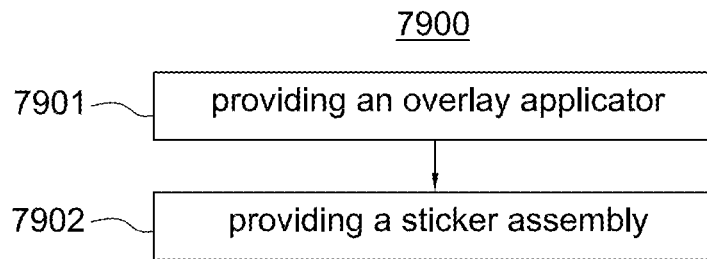 7900
7901 providing an overlay applicator
7902 providing a sticker assembly